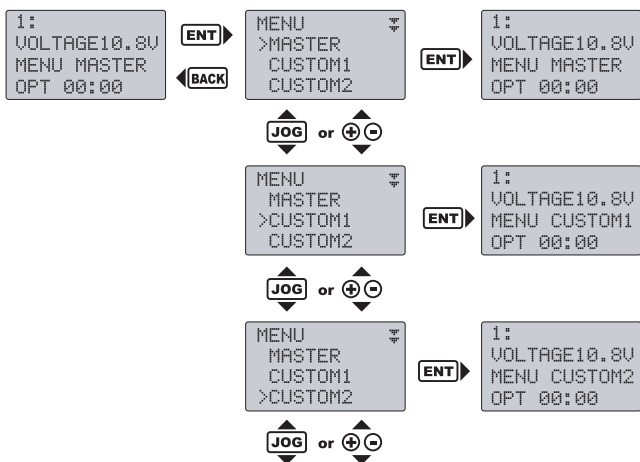 1:
VOLTAGE10.8V
MENU MASTER
OPT 00:00
ENT
BACK
MENU
>MASTER
CUSTOM1
CUSTOM2
ENT
1:
VOLTAGE10.8V
MENU MASTER
OPT 00:00
JOG or + -
MENU
MASTER
>CUSTOM1
CUSTOM2
ENT
1:
VOLTAGE10.8V
MENU CUSTOM1
OPT 00:00
JOG or + -
MENU
MASTER
CUSTOM1
>CUSTOM2
ENT
1:
VOLTAGE10.8V
MENU CUSTOM2
OPT 00:00
JOG or + -